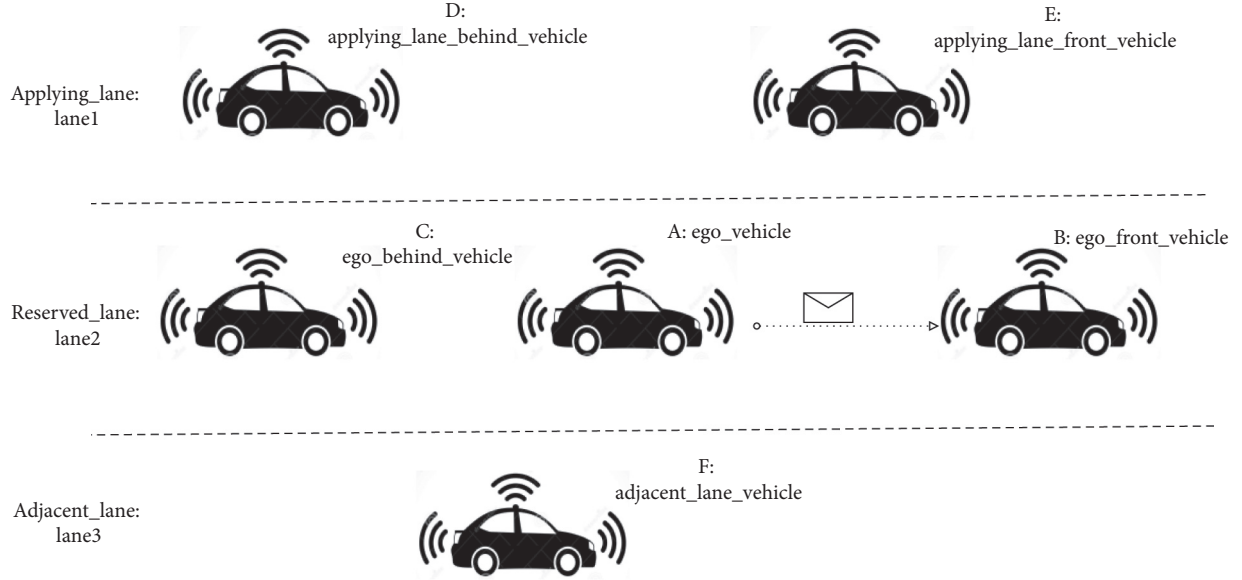 D:
applying_lane_behind_vehicle
E:
applying_lane_front_vehicle
Applying_lane:
lane1
C:
ego_behind_vehicle
A: ego_vehicle
B: ego_front_vehicle
Reserved_lane:
lane2
F:
adjacent_lane_vehicle
Adjacent_lane:
lane3